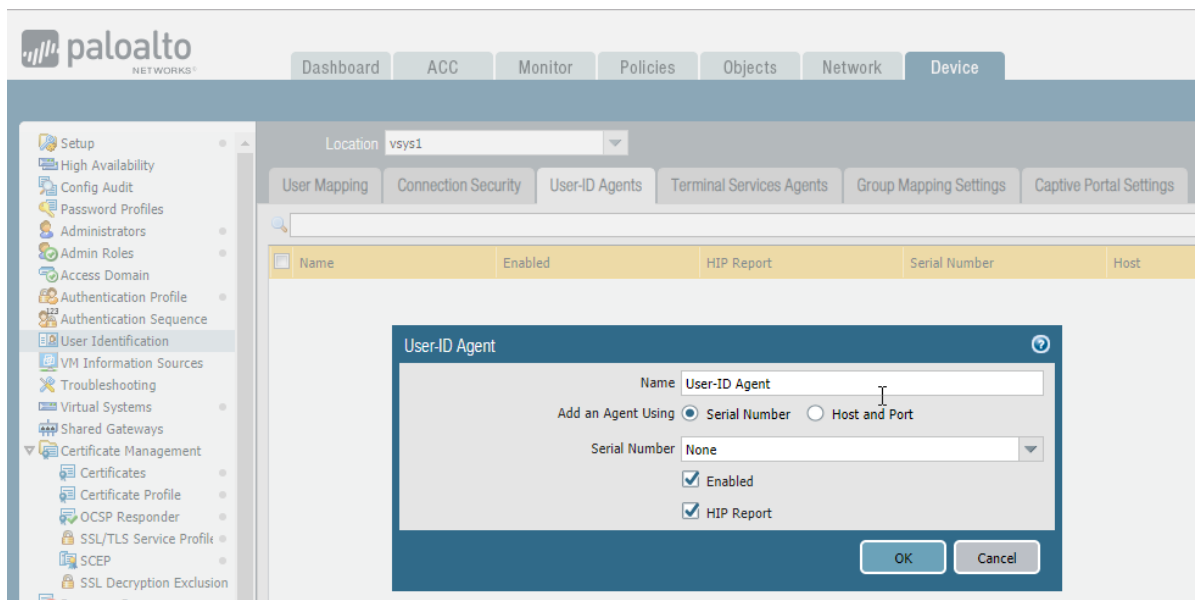 paloalto
NETWORKS®
Dashboard ACC Monitor Policies Objects Network Device
Setup
High Availability
Config Audit
Password Profiles
Administrators
Admin Roles
Access Domain
Authentication Profile
Authentication Sequence
User Identification
VM Information Sources
Troubleshooting
Virtual Systems
Shared Gateways
Certificate Management
Certificates
Certificate Profile
OCSP Responder
SSL/TLS Service Profile
SCEP
SSL Decryption Exclusion
Location vsys1
User Mapping Connection Security User-ID Agents Terminal Services Agents Group Mapping Settings Captive Portal Settings
Name Enabled HIP Report Serial Number Host
User-ID Agent
Name User-ID Agent
Add an Agent Using Serial Number Host and Port
Serial Number None
Enabled
HIP Report
OK Cancel